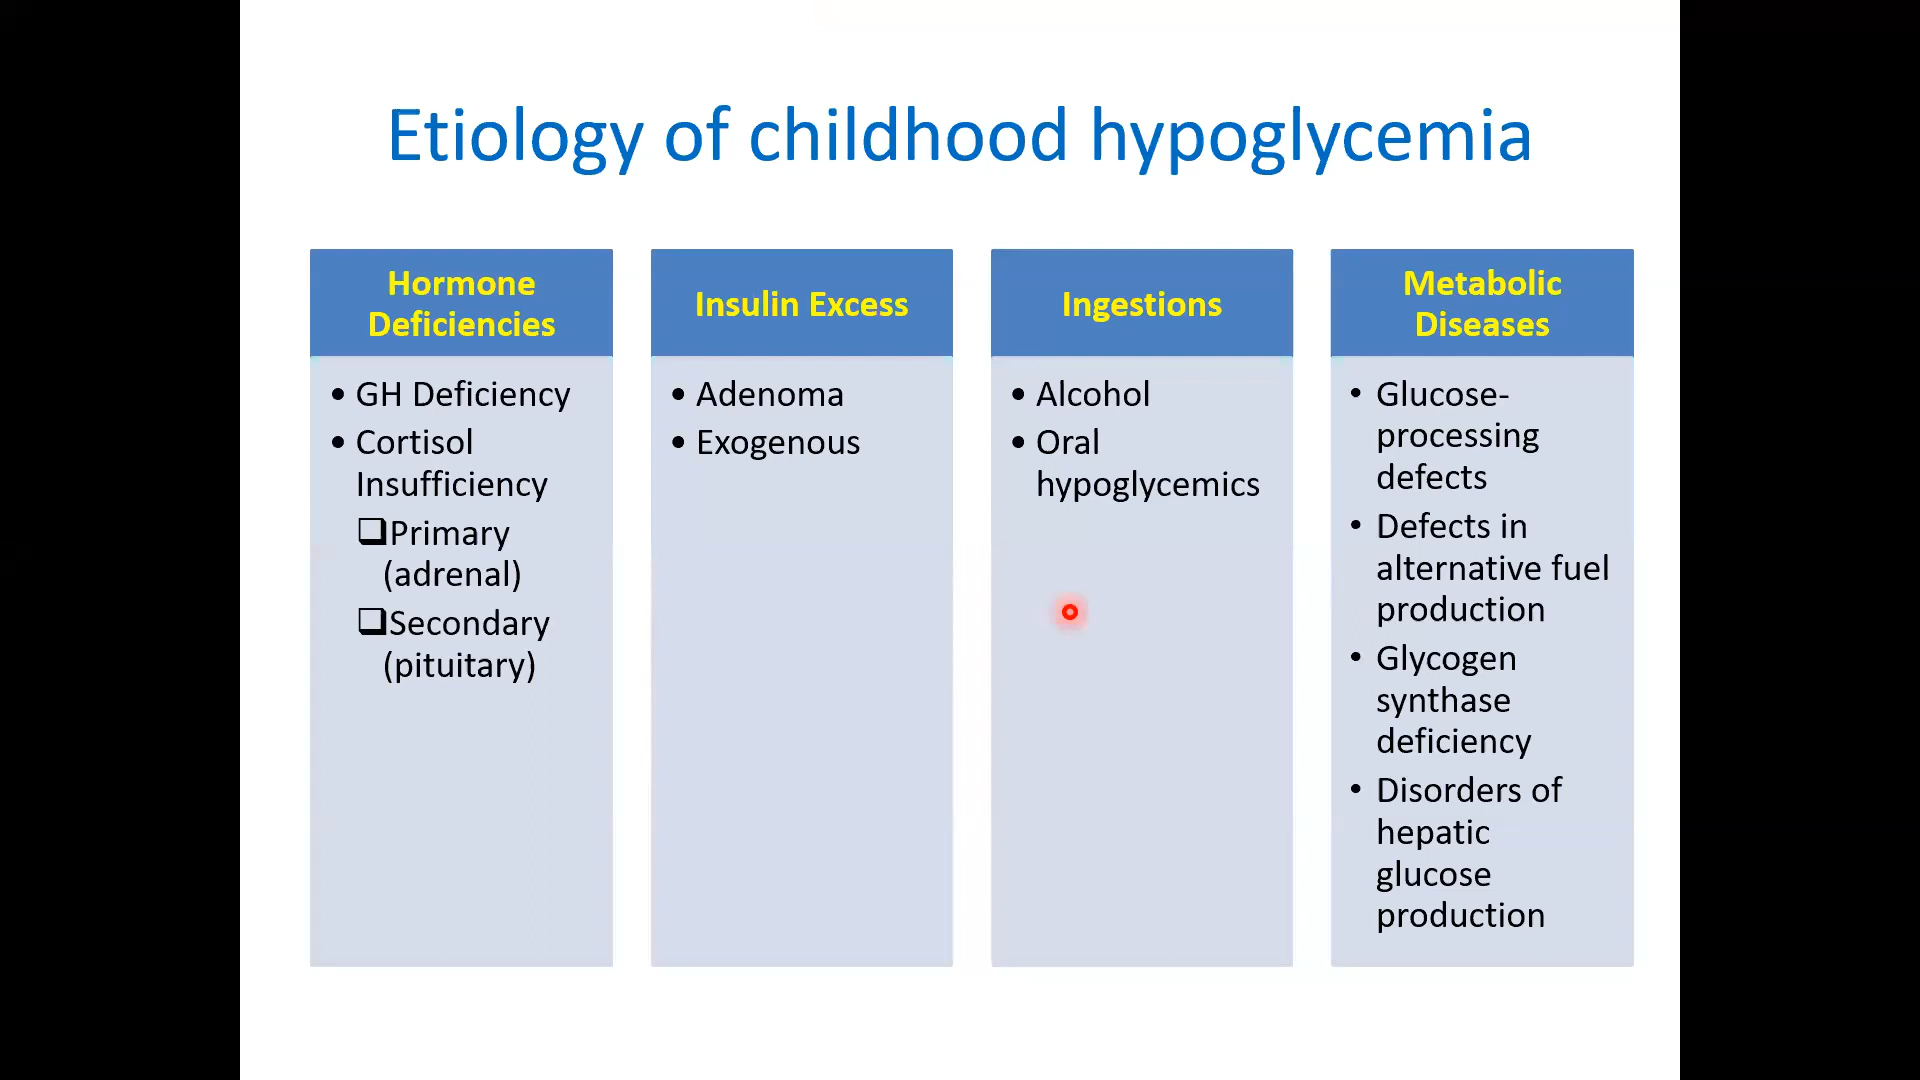 Etiology of childhood hypoglycemia
Hormone
Deficiencies
• GH Deficiency
• Cortisol
Insufficiency
❑Primary
(adrenal)
❑Secondary
(pituitary)
Insulin Excess
• Adenoma
• Exogenous
Ingestions
• Alcohol
• Oral
hypoglycemics
Metabolic
Diseases
• Glucose-
processing
defects
• Defects in
alternative fuel
production
• Glycogen
synthase
deficiency
• Disorders of
hepatic
glucose
production